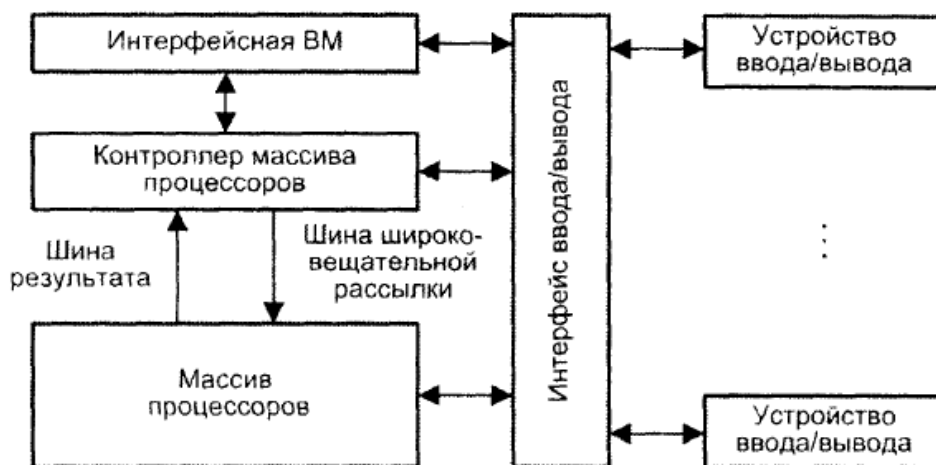 Интерфейсная ВМ
Контроллер массива
процессоров
Шина
результата
Шина широко-
вещательной
рассылки
Массив
процессоров
Интерфейс ввода/вывода
Устройство
ввода/вывода
...
Устройство
ввода/вывода